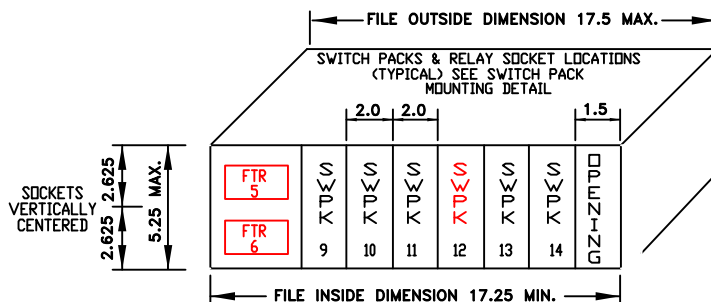 FILE OUTSIDE DIMENSION 17.5 MAX.
SWITCH PACKS & RELAY SOCKET LOCATIONS
(TYPICAL) SEE SWITCH PACK
MOUNTING DETAIL
2.0
2.0
1.5
SOCKETS
VERTICALLY
CENTERED
2.625
2.625
5.25 MAX.
FTR
5
FTR
6
SWPK
9
SWPK
10
SWPK
11
SWPK
12
SWPK
13
SWPK
14
OPENING
FILE INSIDE DIMENSION 17.25 MIN.